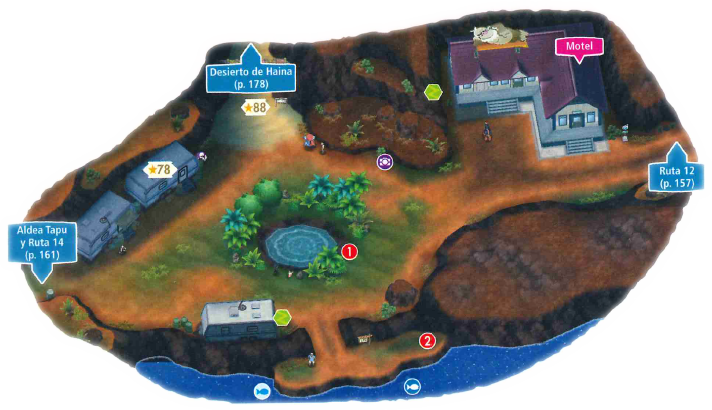 Motel
Desierto de Haina
(p. 178)
★88
★78
Ruta 12
(p. 157)
Aldea Tapu
y Ruta 14
(p. 161)
1
2